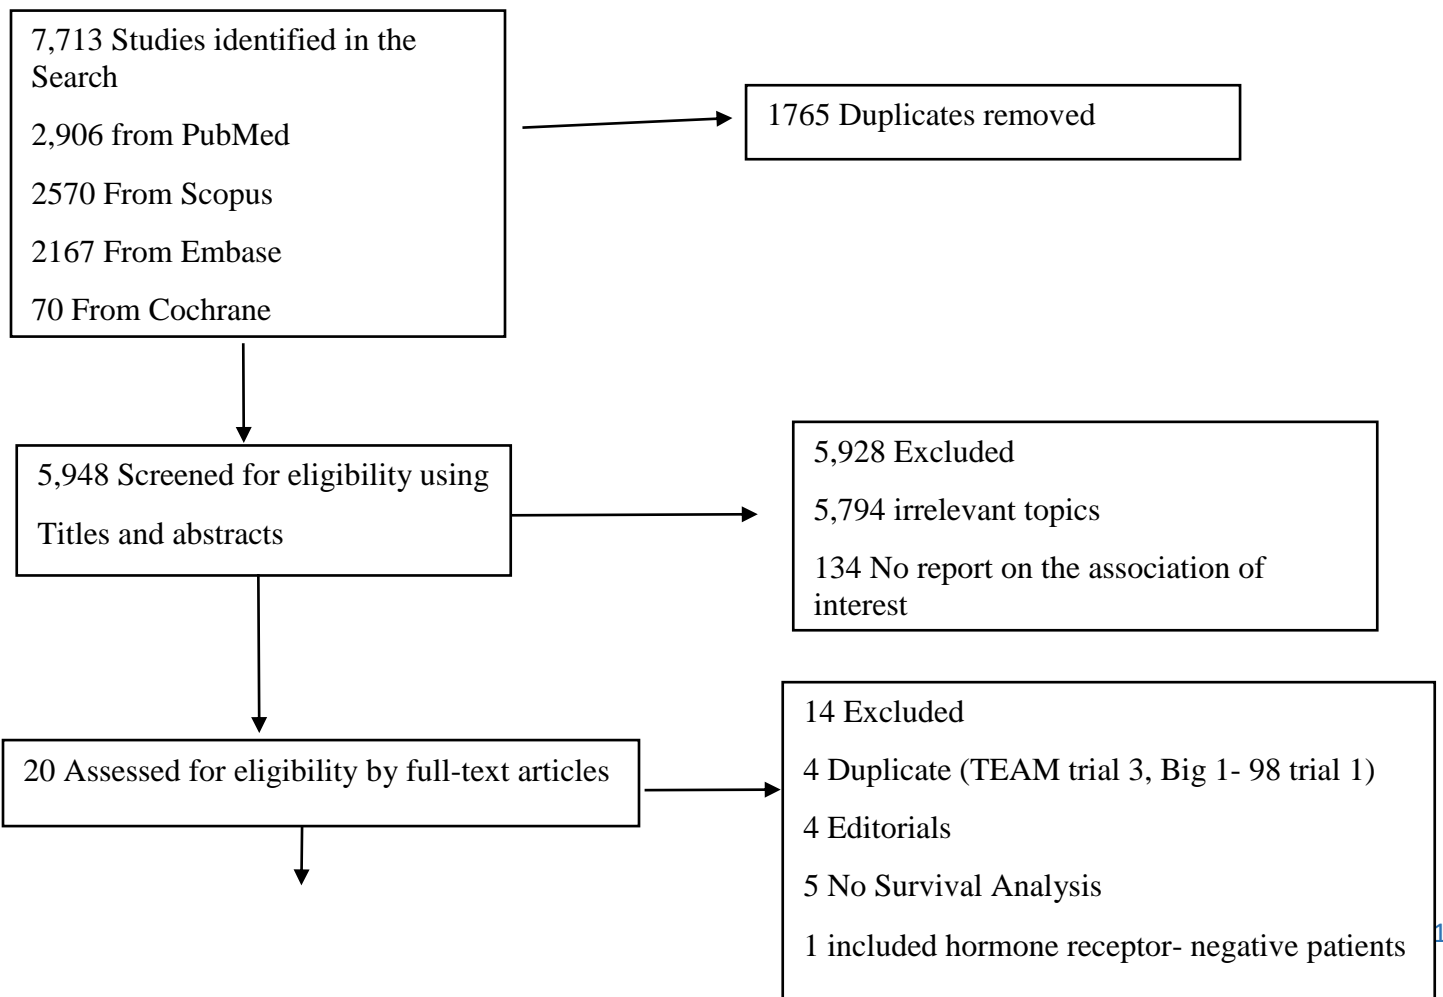 7,713 Studies identified in the
Search
2,906 from PubMed
2570 From Scopus
2167 From Embase
70 From Cochrane
1765 Duplicates removed
5,948 Screened for eligibility using
Titles and abstracts
5,928 Excluded
5,794 irrelevant topics
134 No report on the association of
interest
20 Assessed for eligibility by full-text articles
14 Excluded
4 Duplicate (TEAM trial 3, Big 1- 98 trial 1)
4 Editorials
5 No Survival Analysis
1 included hormone receptor- negative patients
1